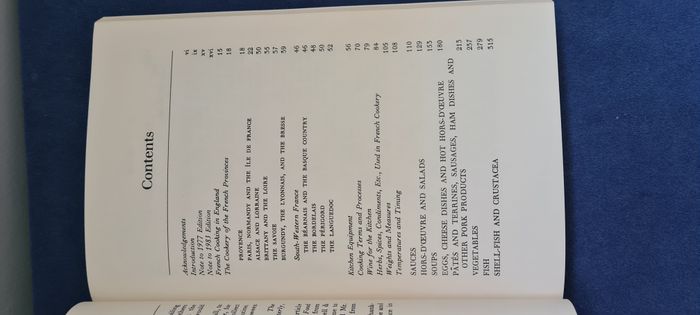 Contents
Acknowledgements vi
Introduction ix
Note to 1977 Edition xv
Note to 1983 Edition xvi
French Cooking in England 15
The Cookery of the French Provinces 18
PROVENCE 18
PARIS, NORMANDY AND THE ÎLE DE FRANCE 22
ALSACE AND LORRAINE 30
BRITTANY AND THE LOIRE 33
THE SAVOIE 37
BURGUNDY, THE LYONNAIS, AND THE BRESSE 39
South-Western France 46
THE BÉARNAIS AND THE BASQUE COUNTRY 46
THE BORDELAIS 48
THE PÉRIGORD 50
THE LANGUEDOC 52
Kitchen Equipment 56
Cooking Terms and Processes 70
Wine for the Kitchen 79
Herbs, Spices, Condiments, Etc., Used in French Cookery 84
Weights and Measures 105
Temperatures and Timing 108
SAUCES 110
HORS-D'ŒUVRE AND SALADS 129
SOUPS 153
EGGS, CHEESE DISHES AND HOT HORS-D'ŒUVRE 180
PÂTÉS AND TERRINES, SAUSAGES, HAM DISHES AND
OTHER PORK PRODUCTS 213
VEGETABLES 257
FISH 279
SHELL-FISH AND CRUSTACEA 315